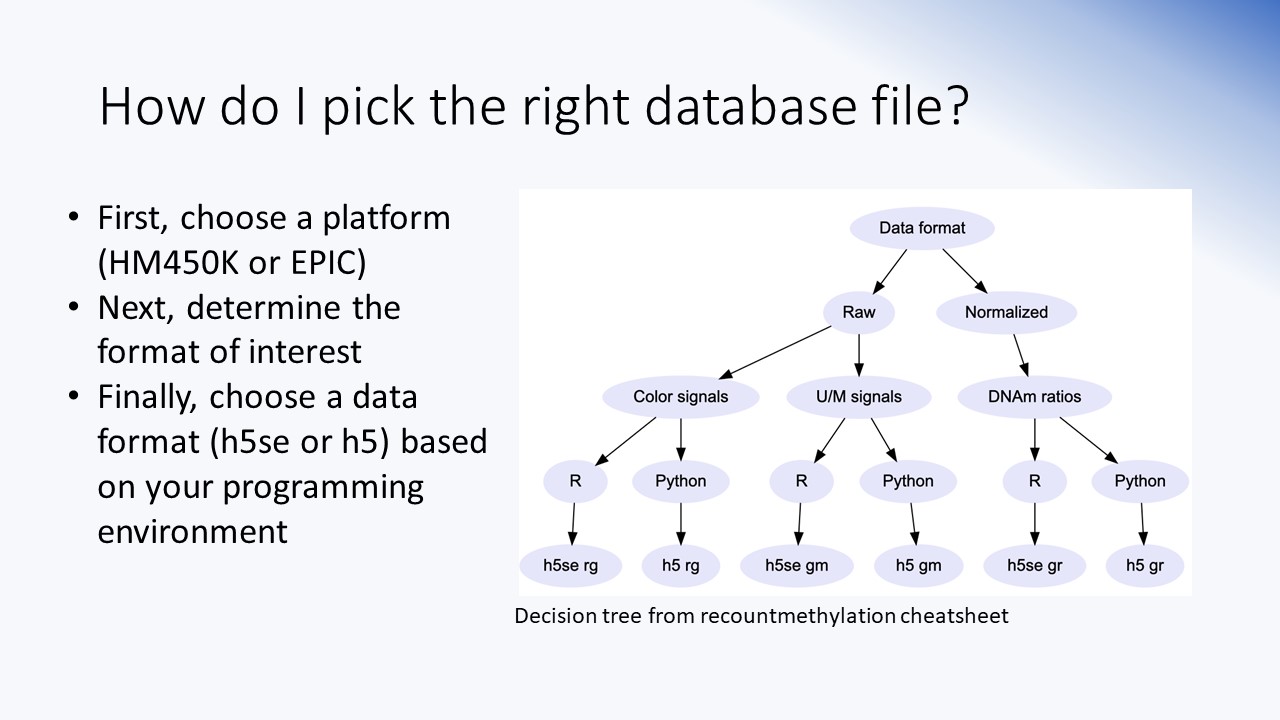 How do I pick the right database file?
• First, choose a platform
(HM450K or EPIC)
• Next, determine the
format of interest
• Finally, choose a data
format (h5se or h5) based
on your programming
environment
Data format
Raw
Normalized
Color signals
U/M signals
DNAm ratios
R
Python
R
Python
R
Python
h5se rg
h5 rg
h5se gm
h5 gm
h5se gr
h5 gr
Decision tree from recountmethylation cheatsheet